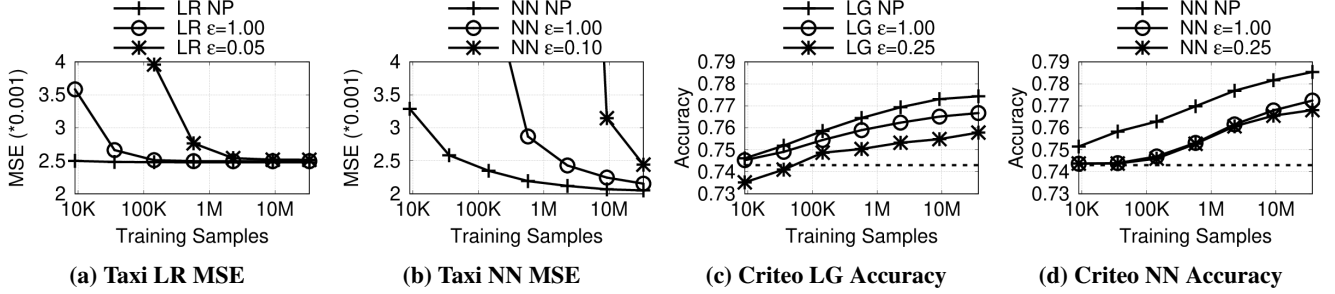 LR NP
LR ε=1.00
LR ε=0.05
MSE (*0.001)
4
3.5
3
2.5
2
10K 100K 1M 10M
Training Samples
(a) Taxi LR MSE
NN NP
NN ε=1.00
NN ε=0.10
MSE (*0.001)
4
3.5
3
2.5
2
10K 100K 1M 10M
Training Samples
(b) Taxi NN MSE
LG NP
LG ε=1.00
LG ε=0.25
Accuracy
0.79
0.78
0.77
0.76
0.75
0.74
0.73
10K 100K 1M 10M
Training Samples
(c) Criteo LG Accuracy
NN NP
NN ε=1.00
NN ε=0.25
Accuracy
0.79
0.78
0.77
0.76
0.75
0.74
0.73
10K 100K 1M 10M
Training Samples
(d) Criteo NN Accuracy